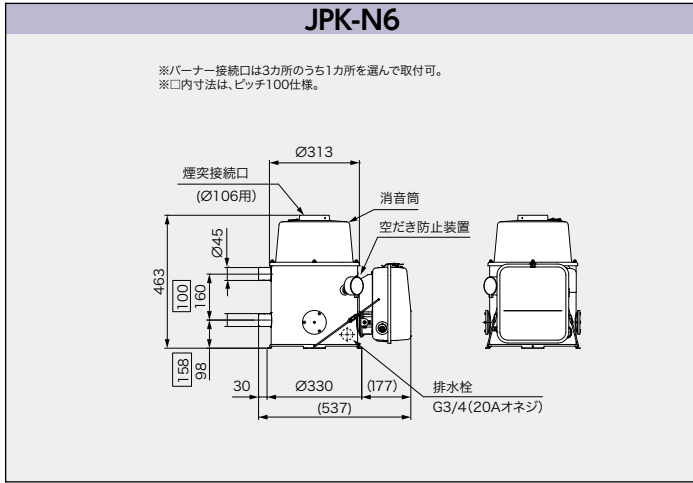 JPK-N6
※バーナー接続口は3カ所のうち1カ所を選んで取付可。
※□内寸法は、ピッチ100仕様。
Ø313
煙突接続口
(Ø106用)
消音筒
空だき防止装置
Ø45
463
100
160
158
98
30
Ø330
(177)
(537)
排水栓
G3/4(20Aオネジ)